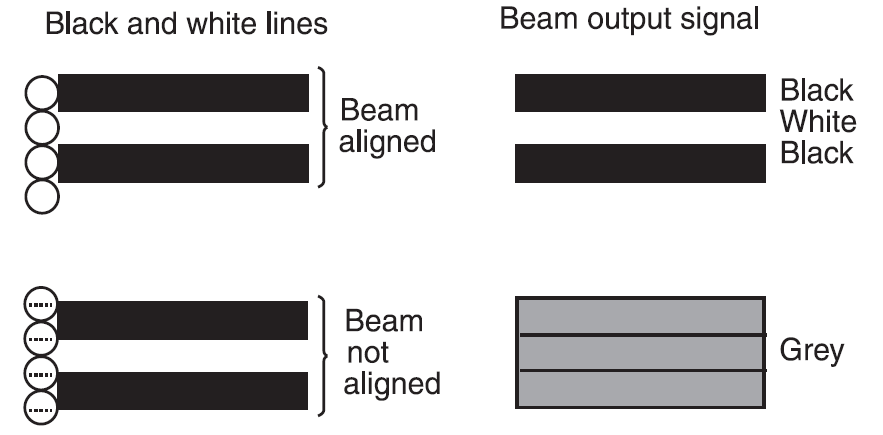 Black and white lines
Beam output signal
Beam
aligned
Black
White
Black
Beam
not
aligned
Grey